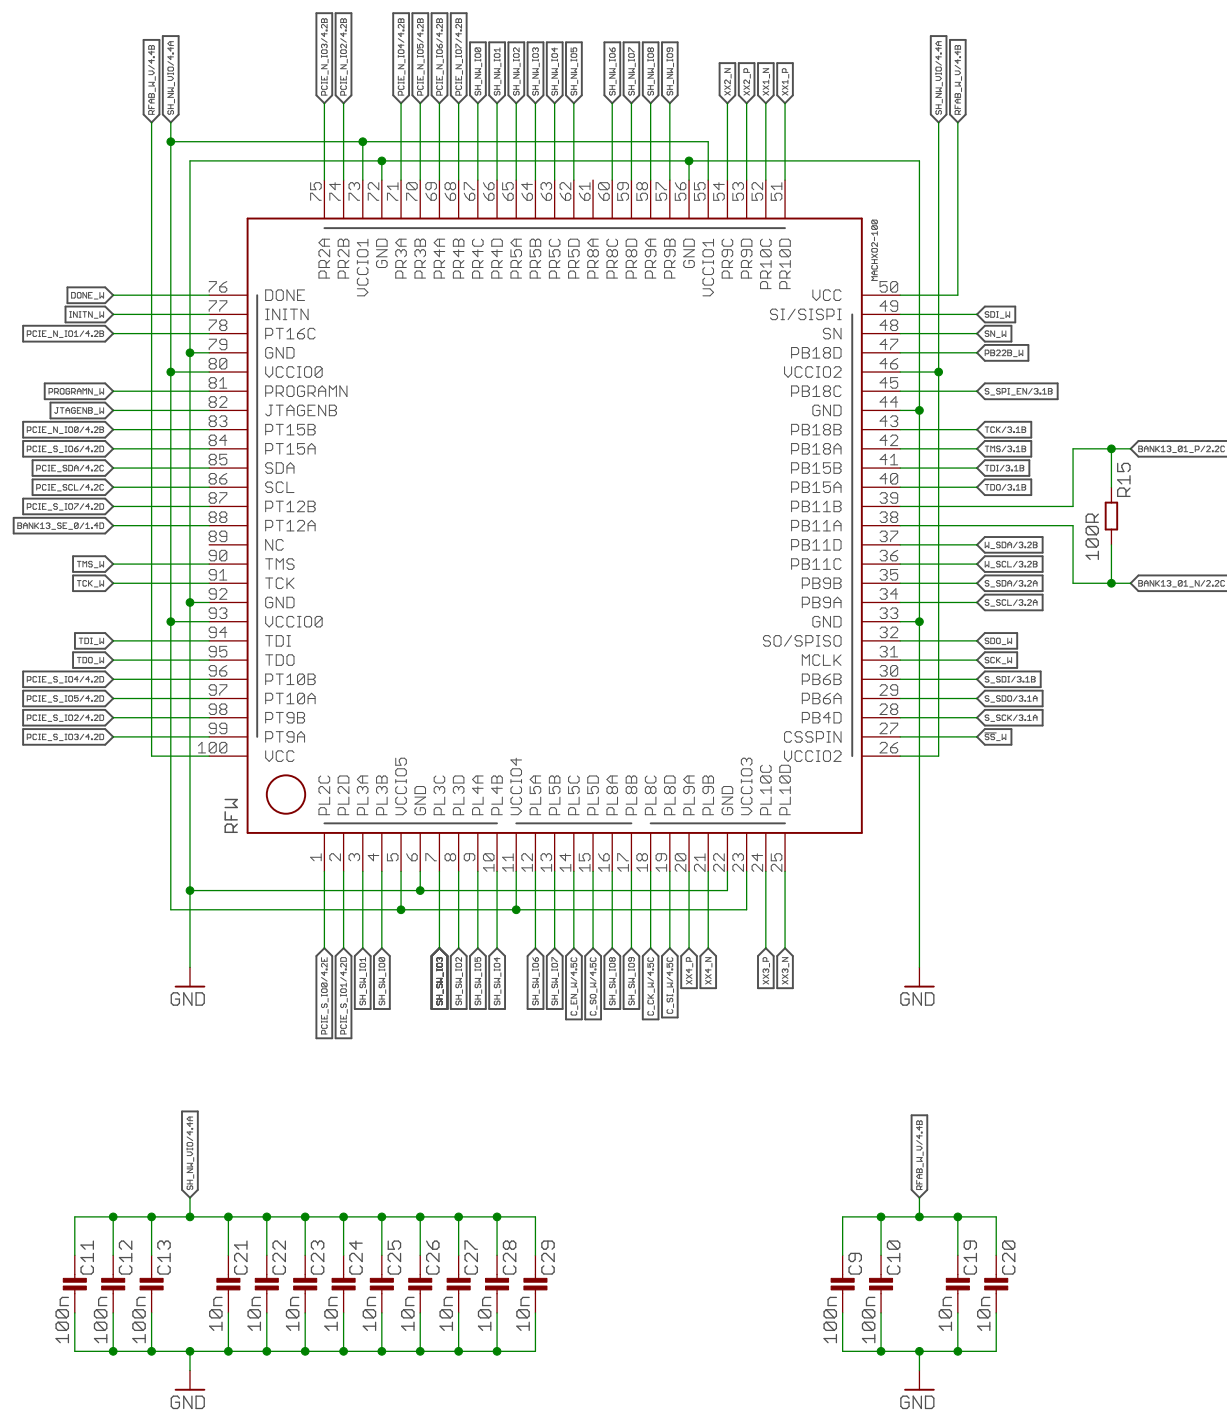 RFAB_W_V/4.4B
SH_NW_VIO/4.4A
PCIE_N_IO3/4.2B
PCIE_N_IO2/4.2B
PCIE_N_IO4/4.2B
PCIE_N_IO5/4.2B
PCIE_N_IO6/4.2B
PCIE_N_IO7/4.2B
SH_NW_IO0
SH_NW_IO1
SH_NW_IO2
SH_NW_IO3
SH_NW_IO4
SH_NW_IO5
SH_NW_IO6
SH_NW_IO7
SH_NW_IO8
SH_NW_IO9
XX2_N
XX2_P
XX1_N
XX1_P
SH_NW_VIO/4.4A
RFAB_W_V/4.4B
75 PR2A
74 PR2B
73 VCCIO1
72 GND
71 PR3A
70 PR3B
69 PR4A
68 PR4B
67 PR4C
66 PR4D
65 PR5A
64 PR5B
63 PR5C
62 PR5D
61 PR8A
60 PR8C
59 PR8D
58 PR9A
57 PR9B
56 GND
55 VCCIO1
54 PR9C
53 PR9D
52 PR10C
51 PR10D
MACHXO2-100
DONE_W 76 DONE
INITN_W 77 INITN
PCIE_N_IO1/4.2B 78 PT16C
79 GND
80 VCCIO0
PROGRAMN_W 81 PROGRAMN
JTAGENB_W 82 JTAGENB
PCIE_N_IO0/4.2B 83 PT15B
PCIE_S_IO6/4.2D 84 PT15A
PCIE_SDA/4.2C 85 SDA
PCIE_SCL/4.2C 86 SCL
PCIE_S_IO7/4.2D 87 PT12B
BANK13_SE_0/1.4D 88 PT12A
89 NC
TMS_W 90 TMS
TCK_W 91 TCK
92 GND
93 VCCIO0
TDI_W 94 TDI
TDO_W 95 TDO
PCIE_S_IO4/4.2D 96 PT10B
PCIE_S_IO5/4.2D 97 PT10A
PCIE_S_IO2/4.2D 98 PT9B
PCIE_S_IO3/4.2D 99 PT9A
100 VCC
VCC 50
SI/SISPI 49 SDI_W
SN 48 SN_W
PB18D 47 PB22B_W
VCCIO2 46
PB18C 45 S_SPI_EN/3.1B
GND 44
PB18B 43 TCK/3.1B
PB18A 42 TMS/3.1B
PB15B 41 TDI/3.1B
PB15A 40 TDO/3.1B
PB11B 39
PB11A 38
PB11D 37 W_SDA/3.2B
PB11C 36 W_SCL/3.2B
PB9B 35 S_SDA/3.2A
PB9A 34 S_SCL/3.2A
GND 33
SO/SPISO 32 SDO_W
MCLK 31 SCK_W
PB6B 30 S_SDI/3.1B
PB6A 29 S_SDO/3.1A
PB4D 28 S_SCK/3.1A
CSSPIN 27 SS_W
VCCIO2 26
BANK13_01_P/2.2C
R15
100R
BANK13_01_N/2.2C
RFW
PL2C 1 PCIE_S_IO0/4.2E
PL2D 2 PCIE_S_IO1/4.2D
PL3A 3 SH_SW_IO1
PL3B 4 SH_SW_IO0
VCCIO5 5
GND 6
PL3C 7 SH_SW_IO3
PL3D 8 SH_SW_IO2
PL4A 9 SH_SW_IO5
PL4B 10 SH_SW_IO4
VCCIO4 11
PL5A 12 SH_SW_IO6
PL5B 13 SH_SW_IO7
PL5C 14 C_EN_W/4.5C
PL5D 15 C_SO_W/4.5C
PL8A 16 SH_SW_IO8
PL8B 17 SH_SW_IO9
PL8C 18 C_CK_W/4.5C
PL8D 19 C_SI_W/4.5C
PL9A 20 XX4_P
PL9B 21 XX4_N
GND 22
VCCIO3 23
PL10C 24 XX3_P
PL10D 25 XX3_N
GND
GND
SH_NW_VIO/4.4A
C11 100n
C12 100n
C13 100n
C21 10n
C22 10n
C23 10n
C24 10n
C25 10n
C26 10n
C27 10n
C28 10n
C29 10n
GND
RFAB_W_V/4.4B
C9 100n
C10 100n
C19 10n
C20 10n
GND